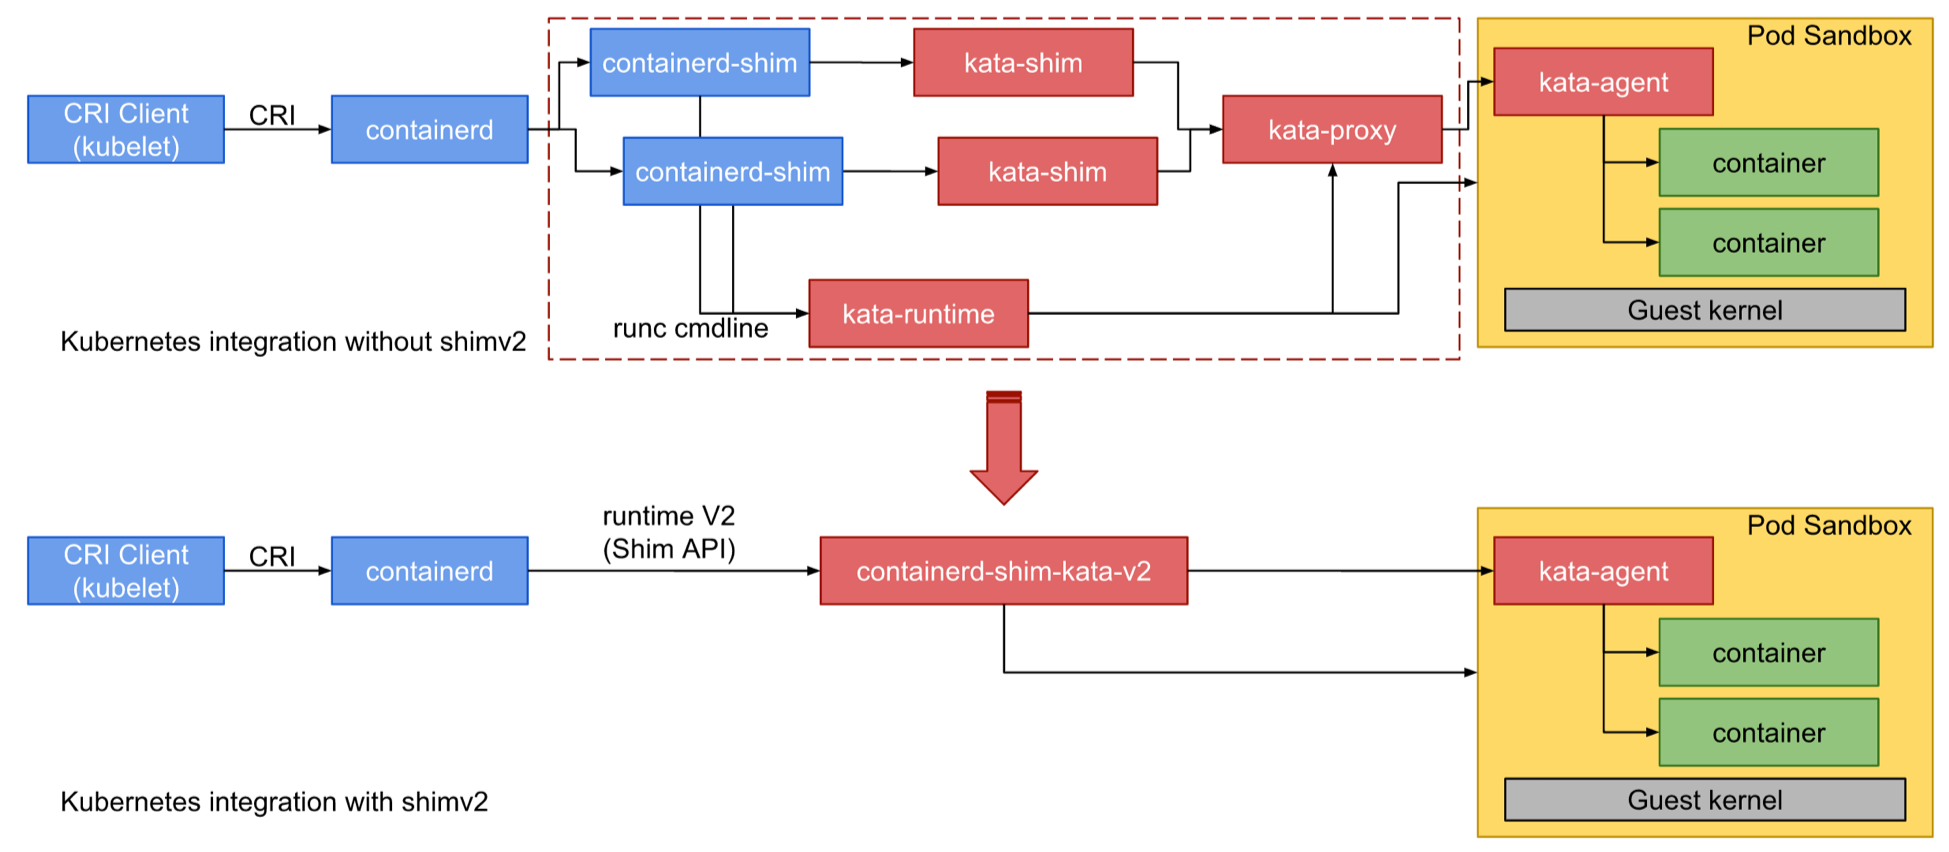 Pod Sandbox
containerd-shim
kata-shim
kata-agent
CRI Client
(kubelet)
CRI
containerd
kata-proxy
containerd-shim
kata-shim
container
container
kata-runtime
runc cmdline
Guest kernel
Kubernetes integration without shimv2
runtime V2
(Shim API)
Pod Sandbox
CRI Client
(kubelet)
CRI
containerd
containerd-shim-kata-v2
kata-agent
container
container
Guest kernel
Kubernetes integration with shimv2